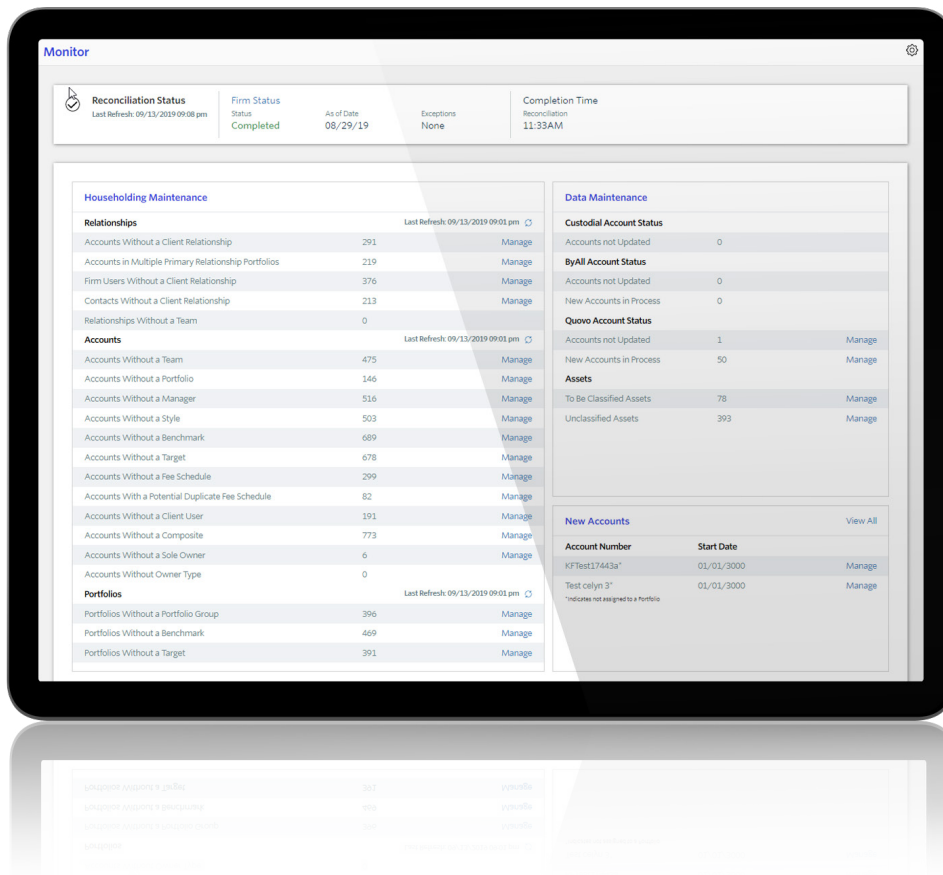 Monitor
Reconciliation Status
Last Refresh: 09/13/2019 09:08 pm
Firm Status
Status
Completed
As of Date
08/29/19
Exceptions
None
Completion Time
Reconciliation
11:33AM
Householding Maintenance
Relationships Last Refresh: 09/13/2019 09:01 pm
Accounts Without a Client Relationship 291 Manage
Accounts in Multiple Primary Relationship Portfolios 219 Manage
Firm Users Without a Client Relationship 376 Manage
Contacts Without a Client Relationship 213 Manage
Relationships Without a Team 0
Accounts Last Refresh: 09/13/2019 09:01 pm
Accounts Without a Team 475 Manage
Accounts Without a Portfolio 146 Manage
Accounts Without a Manager 516 Manage
Accounts Without a Style 503 Manage
Accounts Without a Benchmark 689 Manage
Accounts Without a Target 678 Manage
Accounts Without a Fee Schedule 299 Manage
Accounts With a Potential Duplicate Fee Schedule 82 Manage
Accounts Without a Client User 191 Manage
Accounts Without a Composite 773 Manage
Accounts Without a Sole Owner 6 Manage
Accounts Without Owner Type 0
Portfolios Last Refresh: 09/13/2019 09:01 pm
Portfolios Without a Portfolio Group 396 Manage
Portfolios Without a Benchmark 469 Manage
Portfolios Without a Target 391 Manage
Data Maintenance
Custodial Account Status
Accounts not Updated 0
ByAll Account Status
Accounts not Updated 0
New Accounts in Process 0
Quovo Account Status
Accounts not Updated 1 Manage
New Accounts in Process 50 Manage
Assets
To Be Classified Assets 78 Manage
Unclassified Assets 393 Manage
New Accounts View All
Account Number Start Date
KFTest17443a* 01/01/3000 Manage
Test celyn 3* 01/01/3000 Manage
*Indicates not assigned to a Portfolio